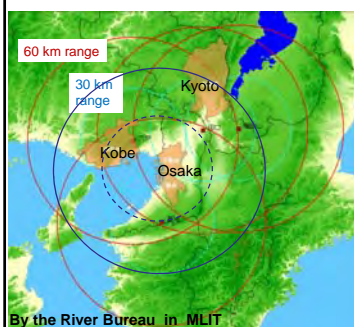 60 km range
30 km
range
Kyoto
Kobe
Osaka
By the River Bureau in MLIT